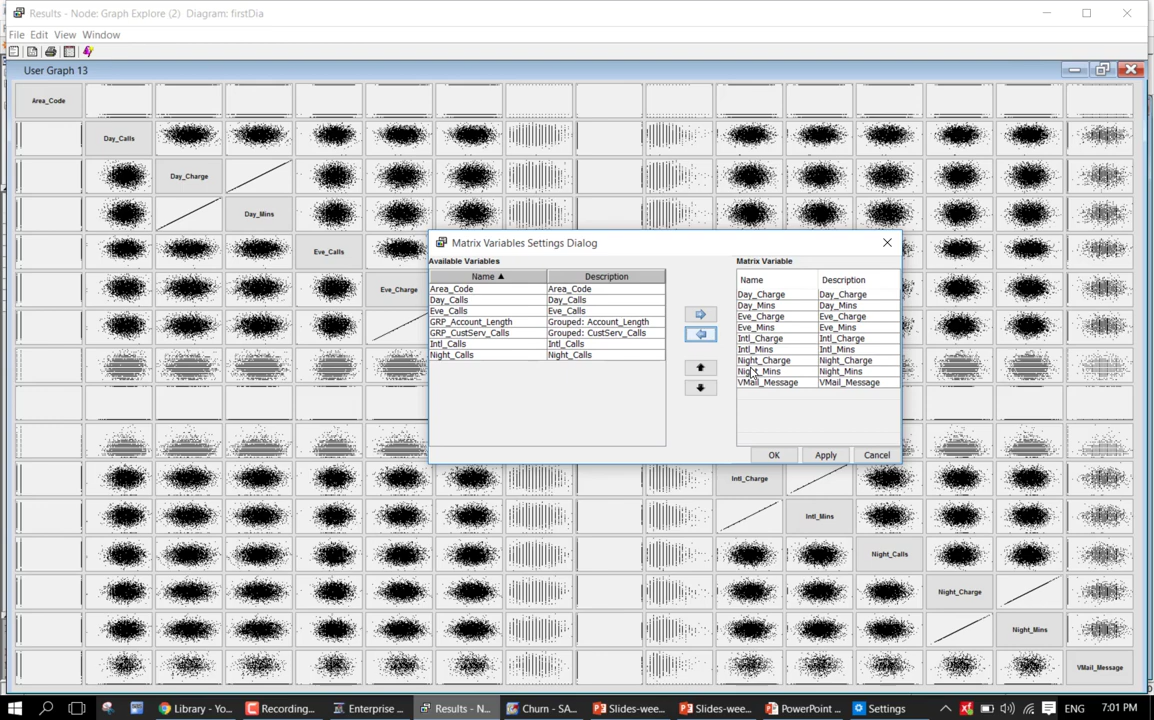 Results - Node: Graph Explore (2)  Diagram: firstDia
File Edit View Window
User Graph 13
Area_Code
Day_Calls
Day_Charge
Day_Mins
Eve_Calls
Eve_Charge
Matrix Variables Settings Dialog
Available Variables
Name Description
Area_Code Area_Code
Day_Calls Day_Calls
Eve_Calls Eve_Calls
GRP_Account_Length Grouped: Account_Length
GRP_CustServ_Calls Grouped: CustServ_Calls
Intl_Calls Intl_Calls
Night_Calls Night_Calls
Matrix Variable
Name Description
Day_Charge Day_Charge
Day_Mins Day_Mins
Eve_Charge Eve_Charge
Eve_Mins Eve_Mins
Intl_Charge Intl_Charge
Intl_Mins Intl_Mins
Night_Charge Night_Charge
Night_Mins Night_Mins
VMail_Message VMail_Message
OK Apply Cancel
Intl_Charge
Intl_Mins
Night_Calls
Night_Charge
Night_Mins
VMail_Message
Library - Yo... Recording... Enterprise ... Results - N... Churn - SA... Slides-wee... Slides-wee... PowerPoint ... Settings ENG 7:01 PM